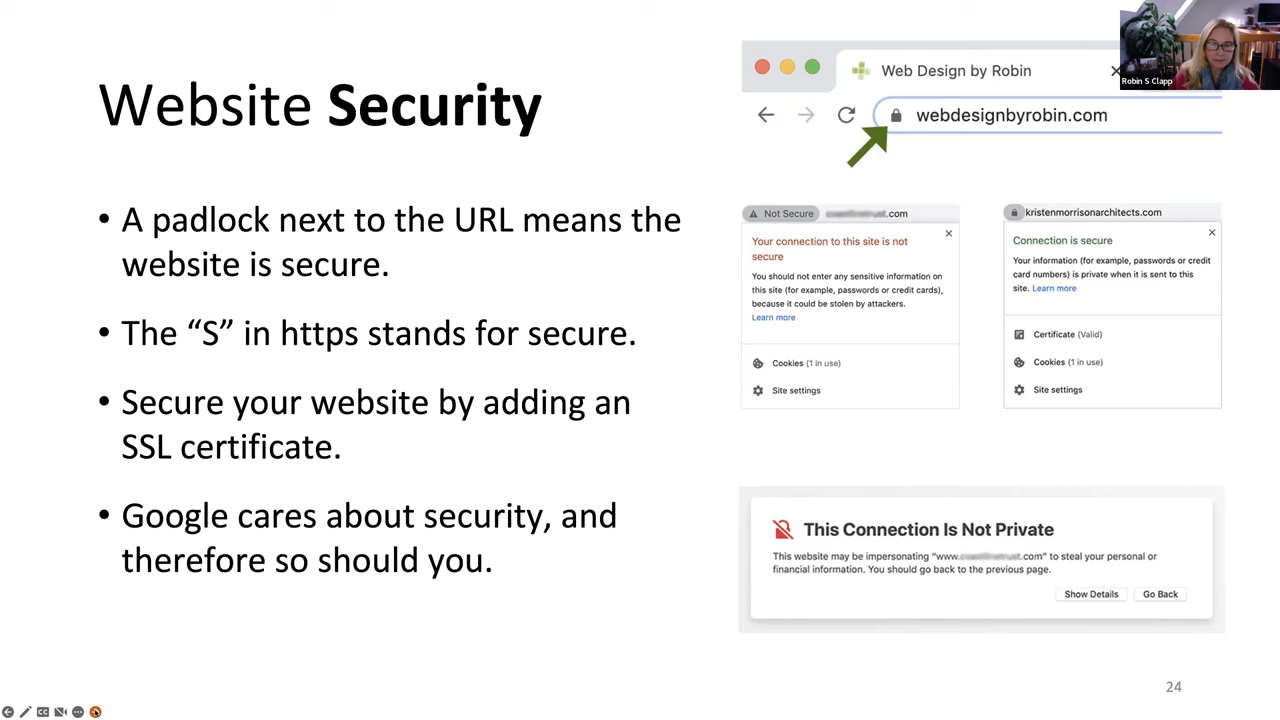 Website Security
• A padlock next to the URL means the
website is secure.
• The “S” in https stands for secure.
• Secure your website by adding an
SSL certificate.
• Google cares about security, and
therefore so should you.
Web Design by Robin
webdesignbyrobin.com
Robin S Clapp
Not Secure .com
Your connection to this site is not
secure
You should not enter any sensitive information on
this site (for example, passwords or credit cards),
because it could be stolen by attackers.
Learn more
Cookies (1 in use)
Site settings
kristenmorrisonarchitects.com
Connection is secure
Your information (for example, passwords or credit
card numbers) is private when it is sent to this
site. Learn more
Certificate (Valid)
Cookies (1 in use)
Site settings
This Connection Is Not Private
This website may be impersonating “www. .com” to steal your personal or
financial information. You should go back to the previous page.
Show Details
Go Back
24